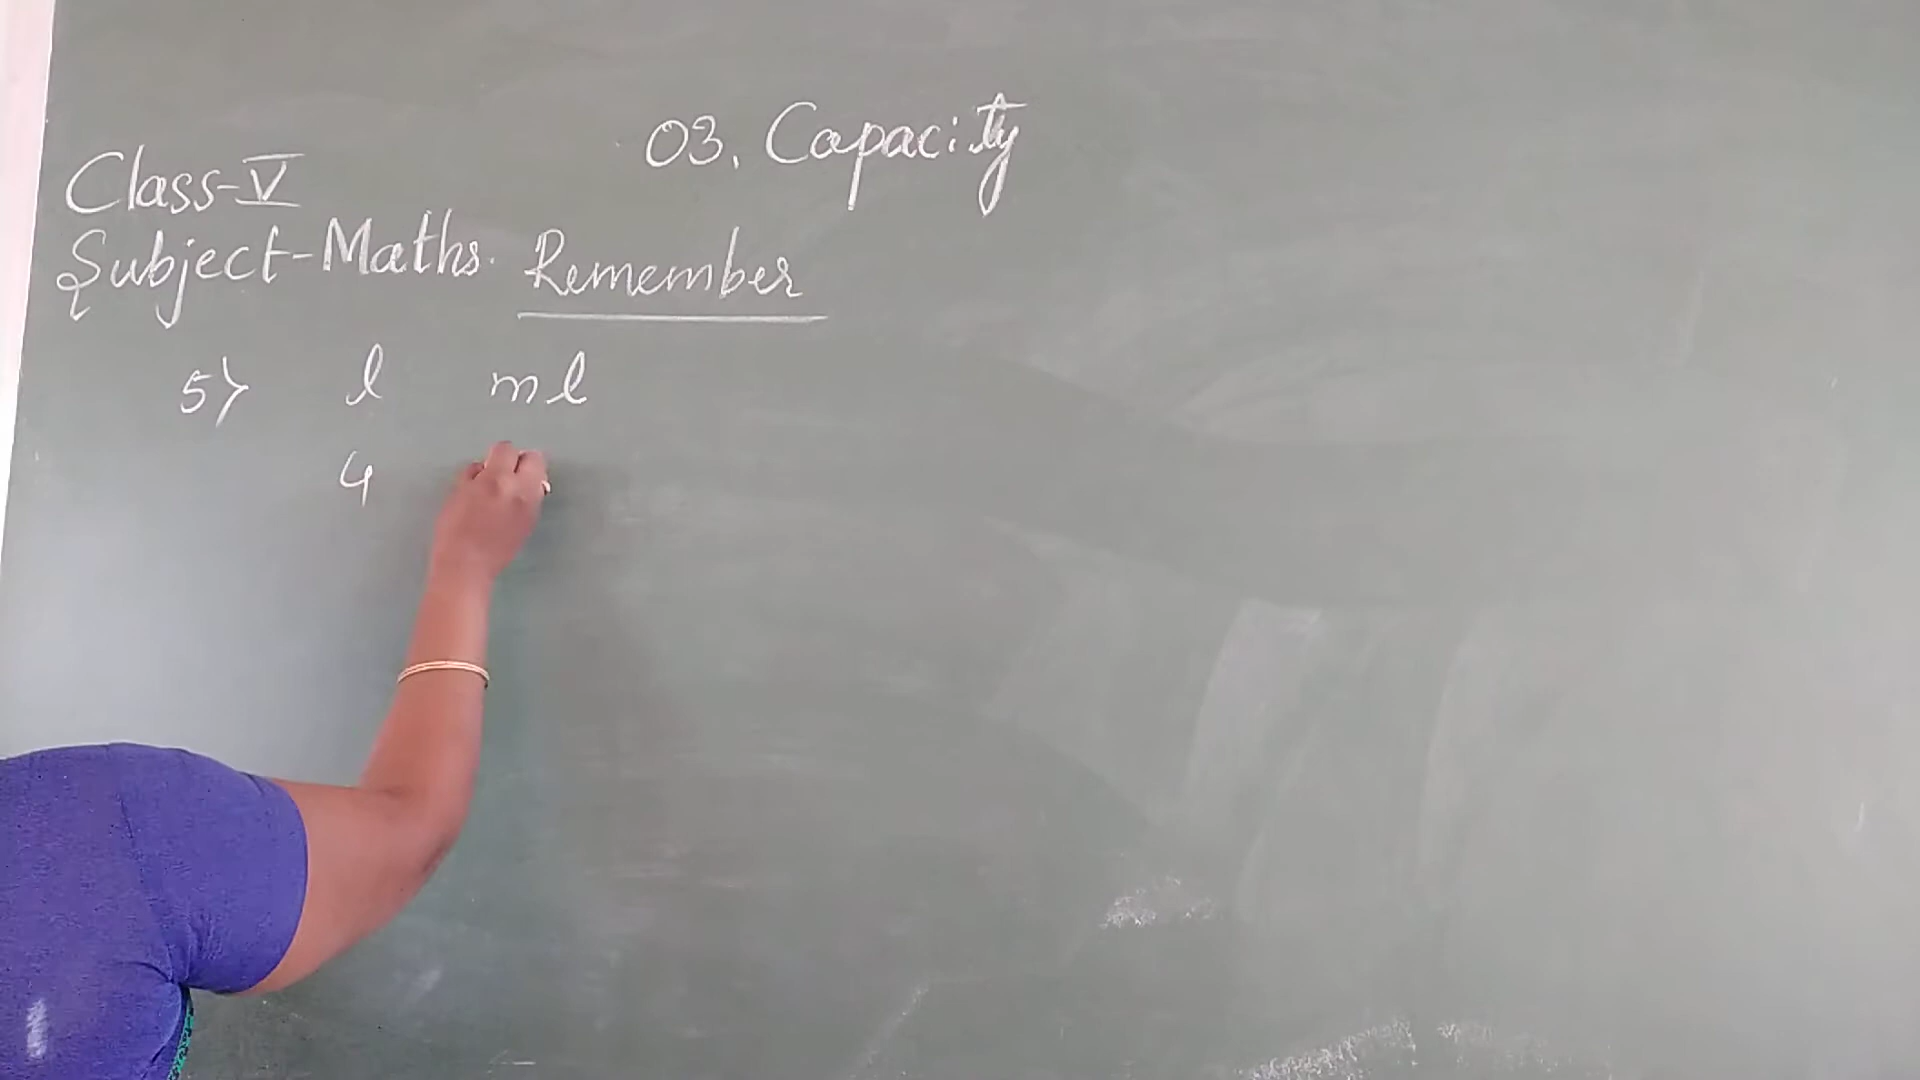 03. Capacity
Class-V
Subject-Maths.
Remember
5) l ml
4